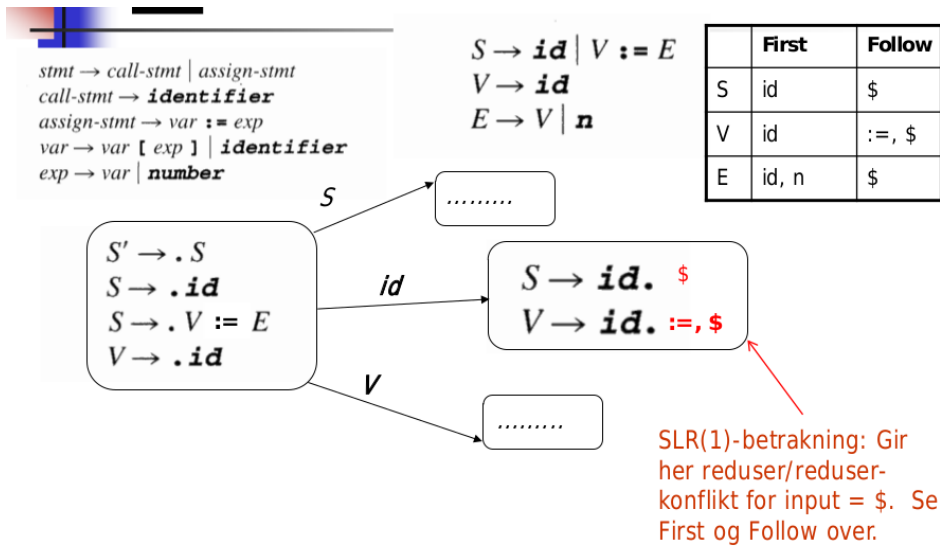 stmt → call-stmt | assign-stmt
call-stmt → identifier
assign-stmt → var := exp
var → var [ exp ] | identifier
exp → var | number
S → id | V := E
V → id
E → V | n
First Follow
S id $
V id :=, $
E id, n $
S
.........
S′ → . S
S → .id
S → . V := E
V → .id
id
S → id. $
V → id. :=, $
V
.........
SLR(1)-betrakning: Gir
her reduser/reduser-
konflikt for input = $. Se
First og Follow over.